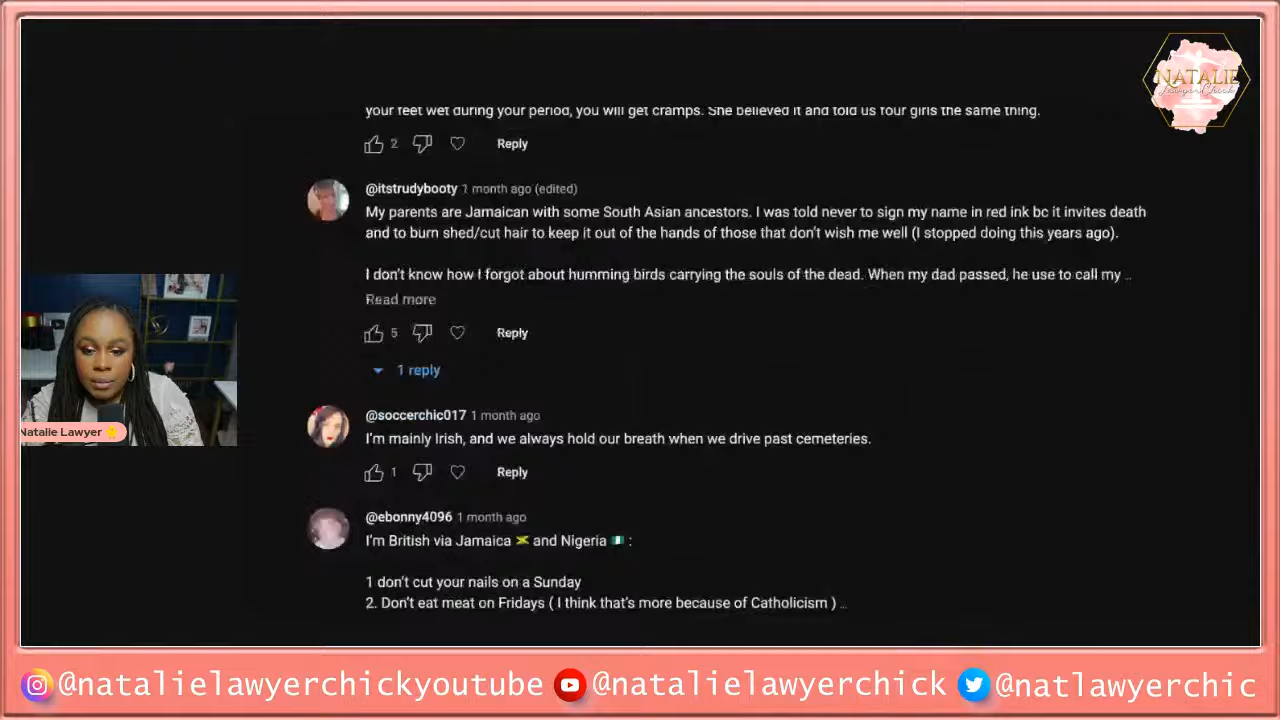 NATALIE
LawyerChick
your feet wet during your period, you will get cramps. She believed it and told us four girls the same thing.
2 Reply
@itstrudybooty 1 month ago (edited)
My parents are Jamaican with some South Asian ancestors. I was told never to sign my name in red ink bc it invites death
and to burn shed/cut hair to keep it out of the hands of those that don't wish me well (I stopped doing this years ago).
I don't know how I forgot about humming birds carrying the souls of the dead. When my dad passed, he use to call my ...
Read more
5 Reply
1 reply
@soccerchic017 1 month ago
I'm mainly Irish, and we always hold our breath when we drive past cemeteries.
1 Reply
@ebonny4096 1 month ago
I'm British via Jamaica 🇯🇲 and Nigeria 🇳🇬 :
1 don't cut your nails on a Sunday
2. Don't eat meat on Fridays ( I think that's more because of Catholicism ) ...
Natalie Lawyer
@natalielawyerchickyoutube @natalielawyerchick @natlawyerchic